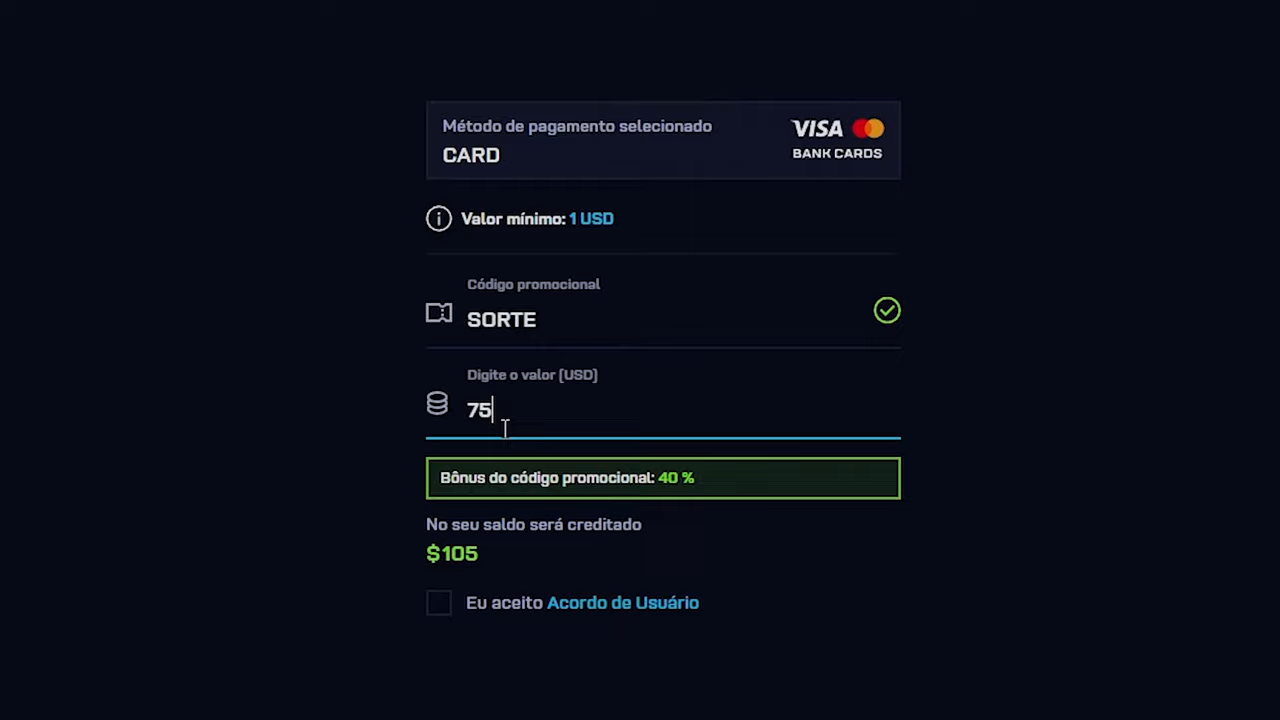 Método de pagamento selecionado
CARD
VISA
BANK CARDS
Valor mínimo: 1 USD
Código promocional
SORTE
Digite o valor (USD)
75
Bônus do código promocional: 40 %
No seu saldo será creditado
$105
Eu aceito Acordo de Usuário